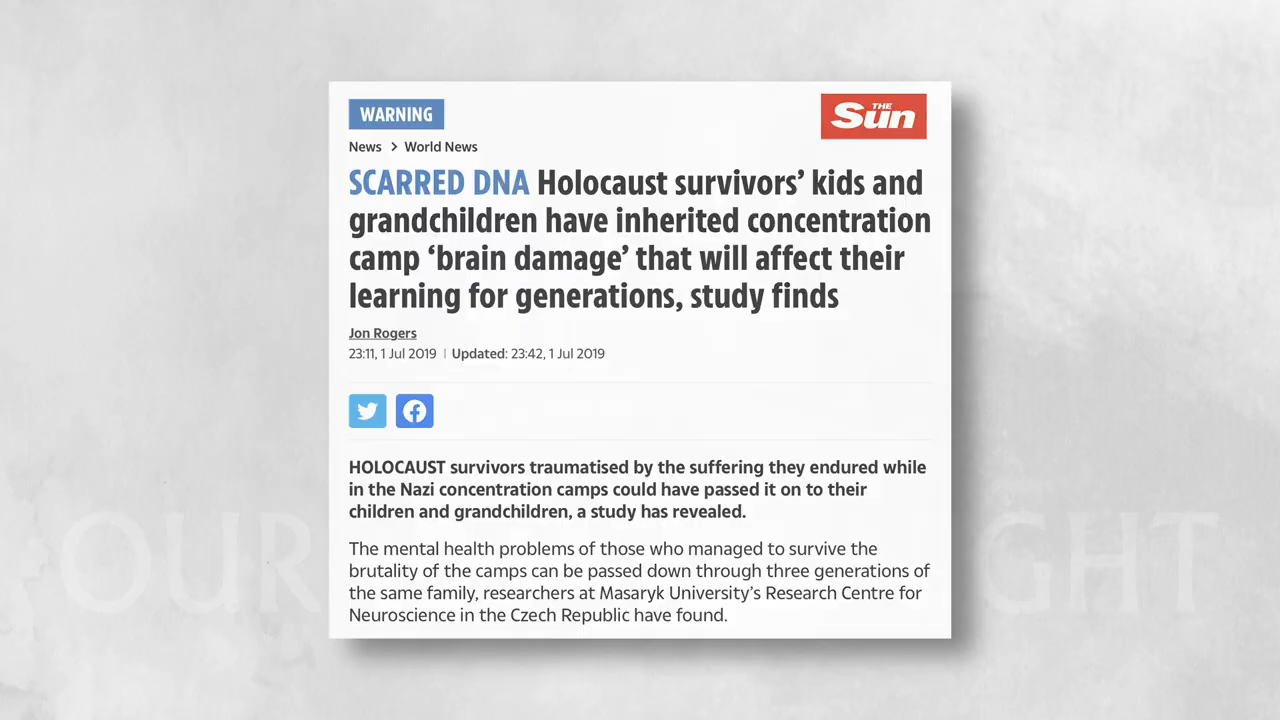 WARNING
THE Sun
News > World News
SCARRED DNA Holocaust survivors’ kids and
grandchildren have inherited concentration
camp ‘brain damage’ that will affect their
learning for generations, study finds
Jon Rogers
23:11, 1 Jul 2019 | Updated: 23:42, 1 Jul 2019
HOLOCAUST survivors traumatised by the suffering they endured while
in the Nazi concentration camps could have passed it on to their
children and grandchildren, a study has revealed.
The mental health problems of those who managed to survive the
brutality of the camps can be passed down through three generations of
the same family, researchers at Masaryk University’s Research Centre for
Neuroscience in the Czech Republic have found.
OUR